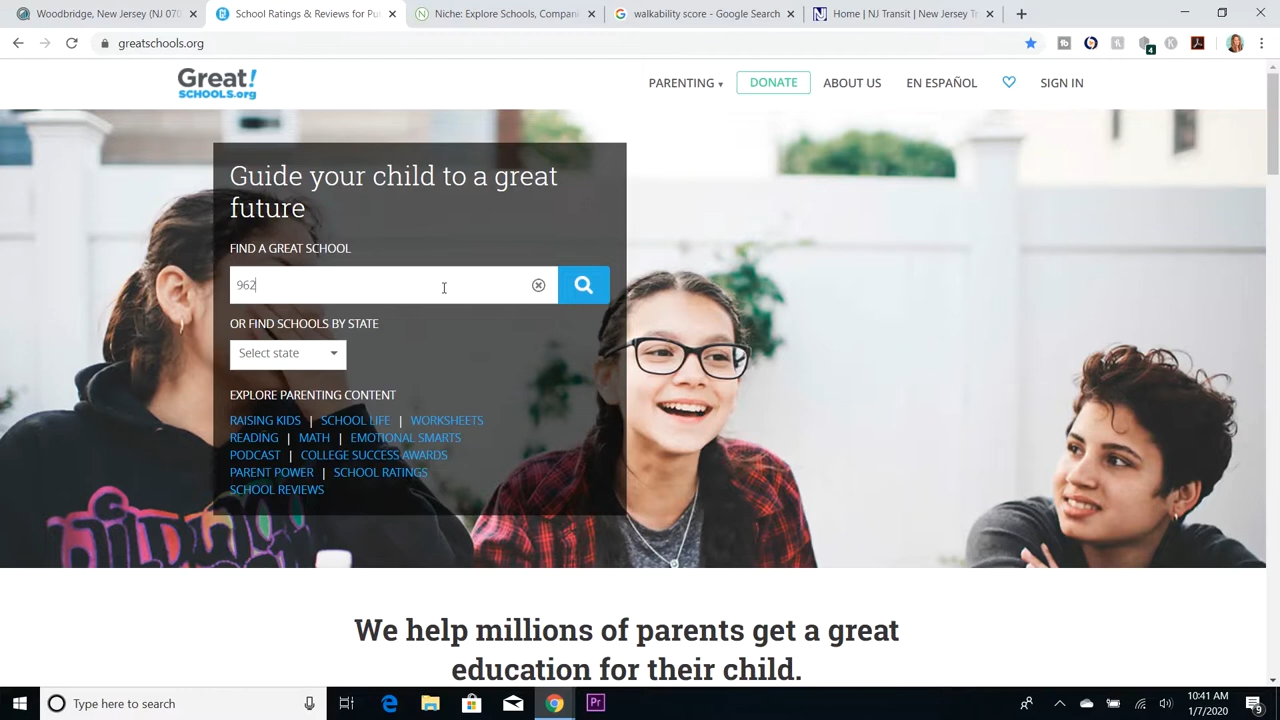 Woodbridge, New Jersey (NJ 070
School Ratings & Reviews for Pu
Niche: Explore Schools, Compan
walkability score - Google Search
Home | NJ Transit | New Jersey Tr
greatschools.org
4
Great!
SCHOOLS.org
PARENTING
DONATE
ABOUT US
EN ESPAÑOL
SIGN IN
Guide your child to a great
future
FIND A GREAT SCHOOL
962
OR FIND SCHOOLS BY STATE
Select state
EXPLORE PARENTING CONTENT
RAISING KIDS | SCHOOL LIFE | WORKSHEETS
READING | MATH | EMOTIONAL SMARTS
PODCAST | COLLEGE SUCCESS AWARDS
PARENT POWER | SCHOOL RATINGS
SCHOOL REVIEWS
We help millions of parents get a great
education for their child.
Type here to search
Pr
10:41 AM
1/7/2020
9